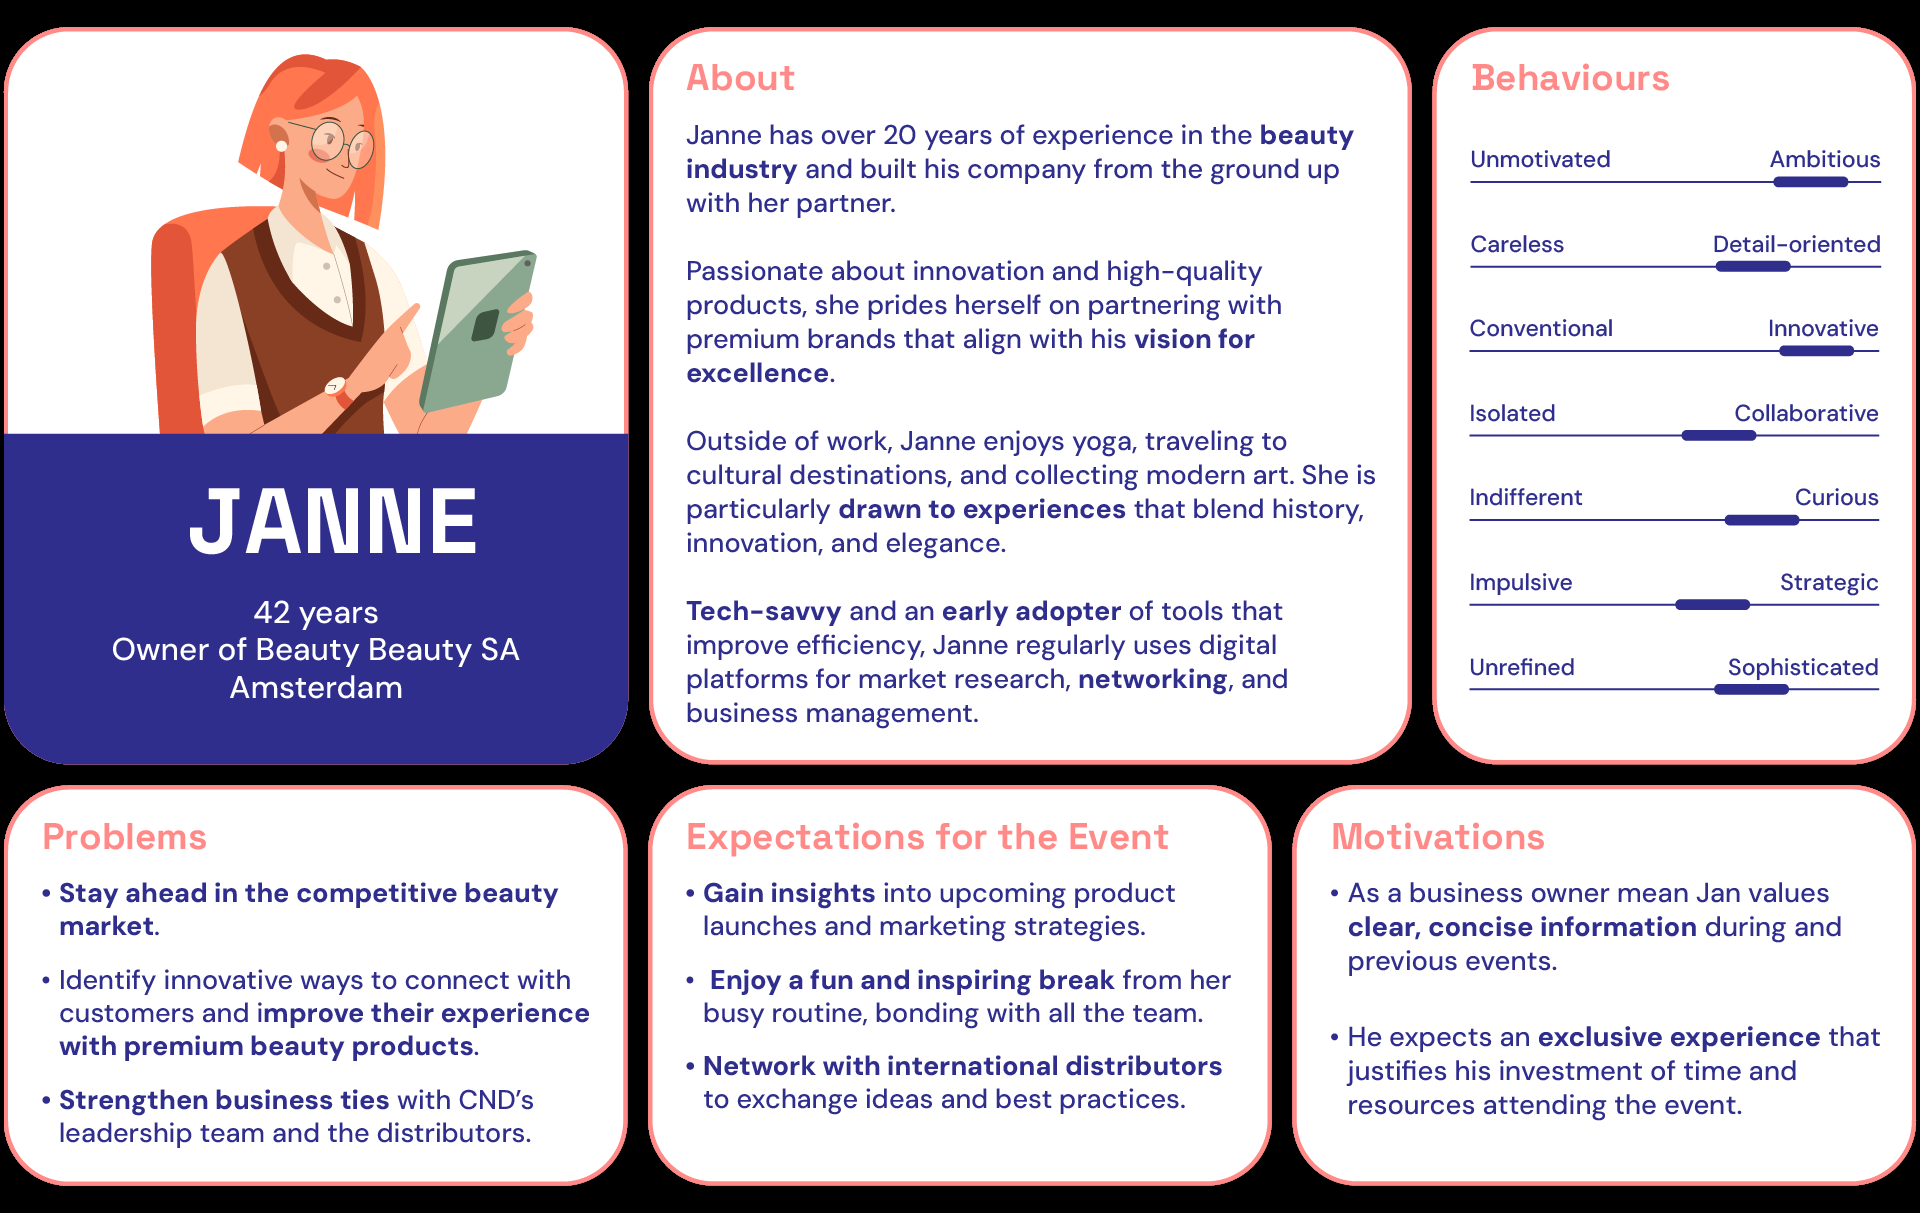 JANNE
42 years
Owner of Beauty Beauty SA
Amsterdam
About
Janne has over 20 years of experience in the beauty
industry and built his company from the ground up
with her partner.
Passionate about innovation and high-quality
products, she prides herself on partnering with
premium brands that align with his vision for
excellence.
Outside of work, Janne enjoys yoga, traveling to
cultural destinations, and collecting modern art. She is
particularly drawn to experiences that blend history,
innovation, and elegance.
Tech-savvy and an early adopter of tools that
improve efficiency, Janne regularly uses digital
platforms for market research, networking, and
business management.
Behaviours
Unmotivated Ambitious
Careless Detail-oriented
Conventional Innovative
Isolated Collaborative
Indifferent Curious
Impulsive Strategic
Unrefined Sophisticated
Problems
• Stay ahead in the competitive beauty
market.
• Identify innovative ways to connect with
customers and improve their experience
with premium beauty products.
• Strengthen business ties with CND’s
leadership team and the distributors.
Expectations for the Event
• Gain insights into upcoming product
launches and marketing strategies.
• Enjoy a fun and inspiring break from her
busy routine, bonding with all the team.
• Network with international distributors
to exchange ideas and best practices.
Motivations
• As a business owner mean Jan values
clear, concise information during and
previous events.
• He expects an exclusive experience that
justifies his investment of time and
resources attending the event.